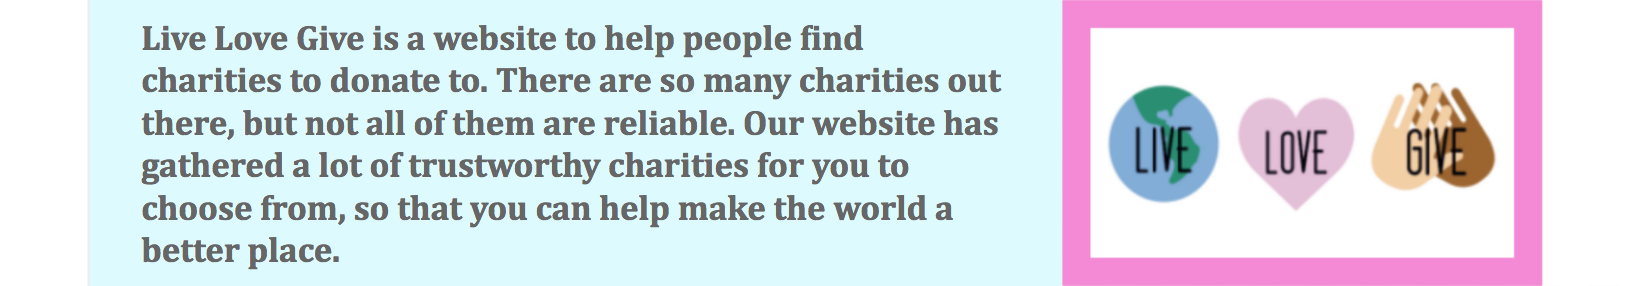 Live Love Give is a website to help people find
charities to donate to. There are so many charities out
there, but not all of them are reliable. Our website has
gathered a lot of trustworthy charities for you to
choose from, so that you can help make the world a
better place.
LIVE LOVE GIVE